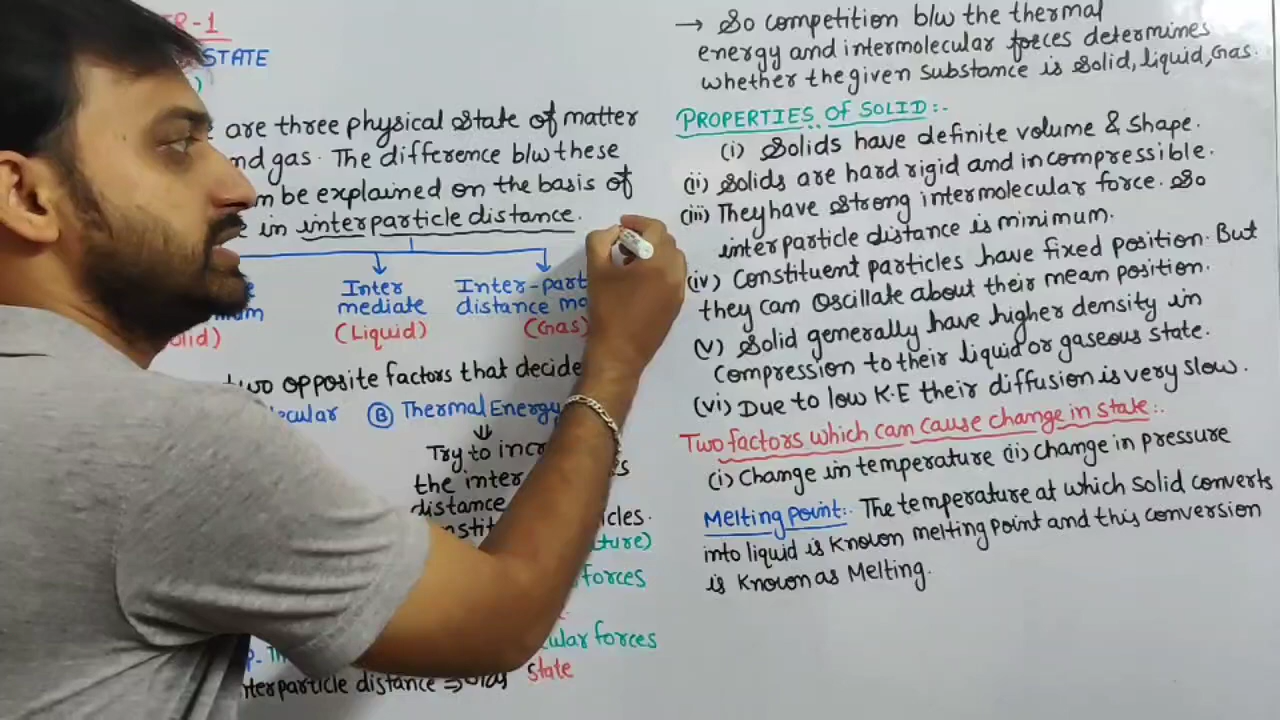 R-1
STATE
)
are three physical state of matter
nd gas. The difference b/w these
n be explained on the basis of
e in interparticle distance.
Inter
mediate
(Liquid)
Inter-part
distance mo
(Gas)
olid)
two opposite factors that decide
ecular Ⓑ Thermal Energy
Try to incr
the inter
distance
nstit cles.
ture)
forces
cular forces
state
terparticle distance ⇒
→ So competition b/w the thermal
energy and intermolecular forces determines
whether the given substance is solid, liquid, Gas.
PROPERTIES OF SOLID:-
(i) Solids have definite volume & shape.
(ii) Solids are hard rigid and incompressible.
(iii) They have strong intermolecular force. So
interparticle distance is minimum.
(iv) Constituent particles have fixed position. But
they can oscillate about their mean position.
(v) Solid generally have higher density in
compression to their liquid or gaseous state.
(vi) Due to low K.E their diffusion is very slow.
Two factors which can cause change in state:-
(i) Change in temperature (ii) change in pressure
Melting point:- The temperature at which solid converts
into liquid is known melting point and this conversion
is known as Melting.